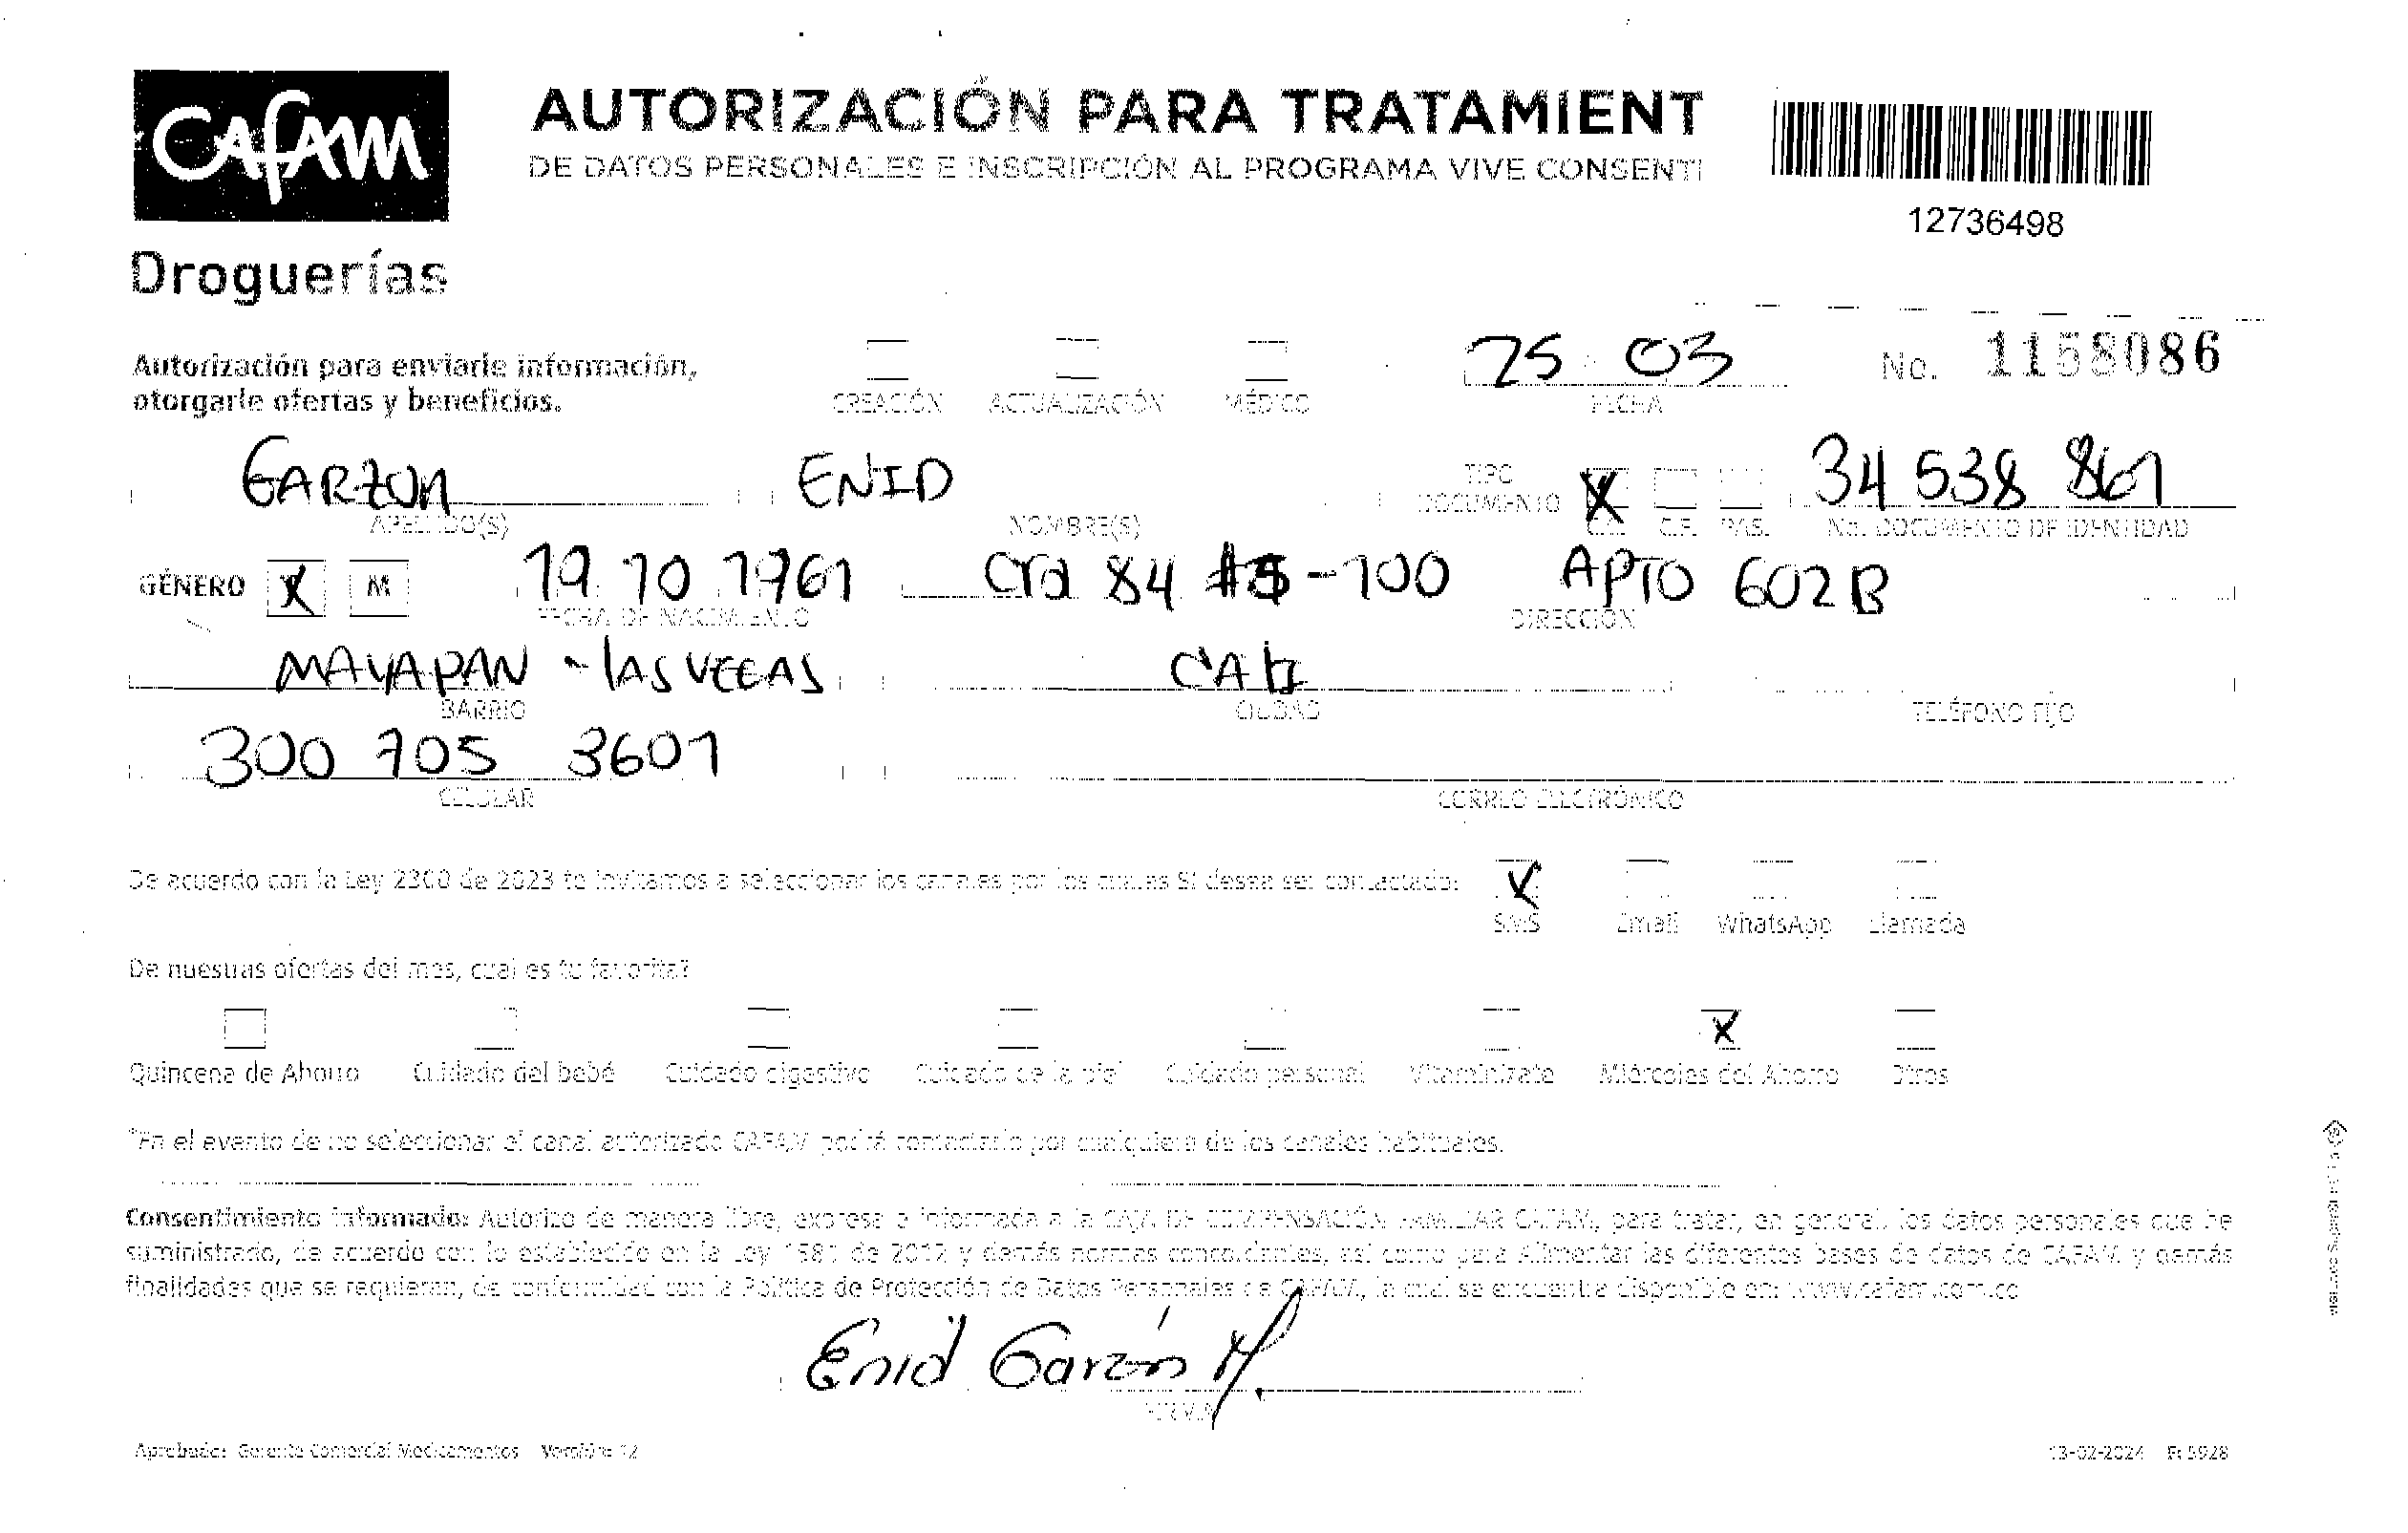 CAFAM
AUTORIZACIÓN PARA TRATAMIENT
DE DATOS PERSONALES E INSCRIPCIÓN AL PROGRAMA VIVE CONSENTI
12736498
Droguerías
Autorización para enviarle información,
otorgarle ofertas y beneficios.
CREACIÓN ACTUALIZACIÓN MÉDICO
25 03
FECHA
No. 1158086
GARZON ENID
TIPO
DOCUMENTO X 34 538 861
APELLIDO(S) NOMBRE(S) C.C. C.E. PAS. No. DOCUMENTO DE IDENTIDAD
GÉNERO X M 19 10 1961 Cra 84 #5-100 APTO 602B
FECHA DE NACIMIENTO DIRECCIÓN
MAYAPAN - LAS VEGAS CALI
BARRIO CIUDAD TELÉFONO FIJO
300 705 3601
CELULAR CORREO ELECTRÓNICO
De acuerdo con la Ley 2300 de 2023 te invitamos a seleccionar los canales por los cuales SI desea ser contactado: X
SMS Email WhatsApp Llamada
De nuestras ofertas del mes, cual es tu favorita?
X
Quincena de Ahorro Cuidado del bebé Cuidado digestivo Cuidado de la piel Cuidado personal Vitamínizate Miércoles del Ahorro Otros
*En el evento de no seleccionar el canal autorizado CAFAM podrá contactarlo por cualquiera de los canales habituales.
Consentimiento informado: Autorizo de manera libre, expresa e informada a la CAJA DE COMPENSACIÓN FAMILIAR CAFAM, para tratar, en general, los datos personales que he
suministrado, de acuerdo con lo establecido en la Ley 1581 de 2012 y demás normas concordantes, así como para Alimentar las diferentes bases de datos de CAFAM y demás
finalidades que se requieran, de conformidad con la Política de Protección de Datos Personales de CAFAM, la cual se encuentra disponible en: www.cafam.com.co
Enid Garzón M.
FIRMA
Aprobado: Gerente Comercial Medicamentos Versión: 12
13-02-2024 F: 5928